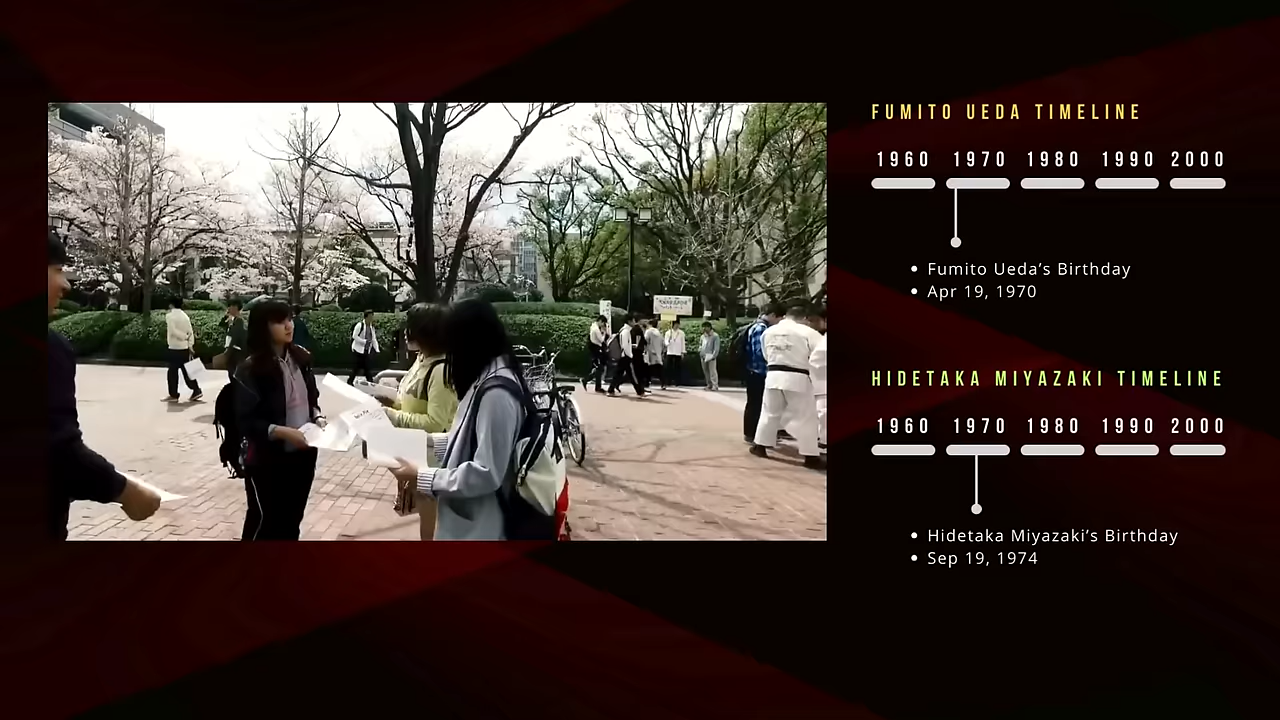 FUMITO UEDA TIMELINE
1960 1970 1980 1990 2000
• Fumito Ueda’s Birthday
• Apr 19, 1970
HIDETAKA MIYAZAKI TIMELINE
1960 1970 1980 1990 2000
• Hidetaka Miyazaki’s Birthday
• Sep 19, 1974